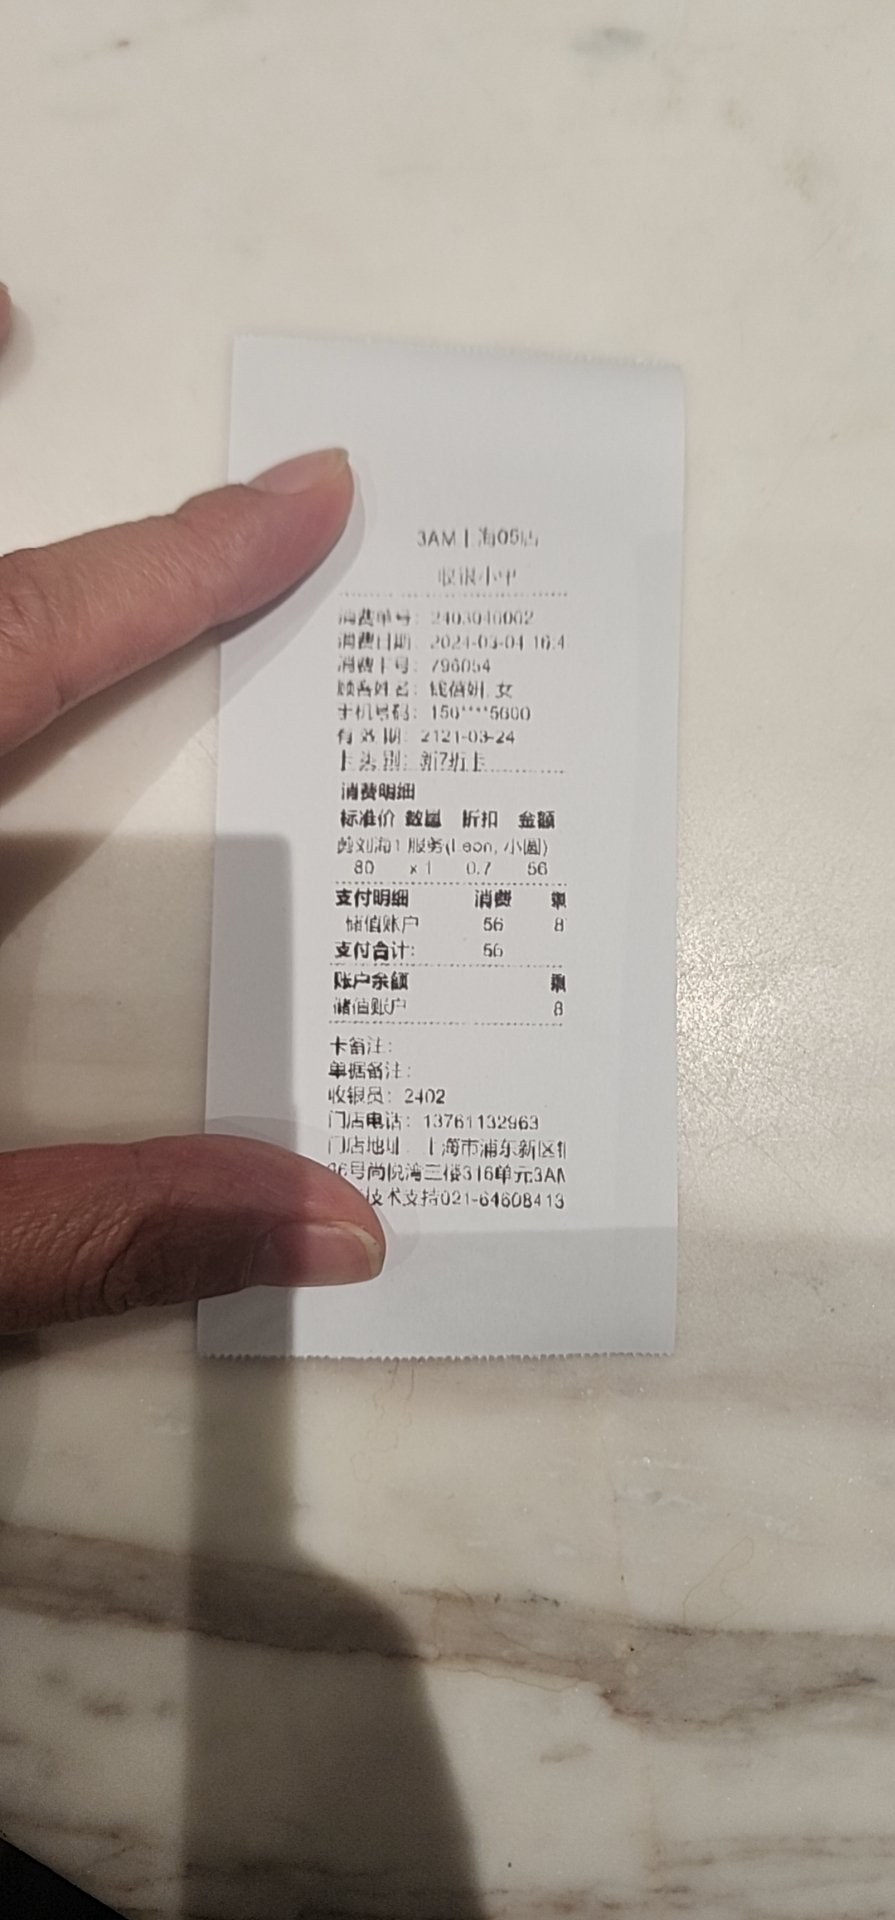 3AM上海05店
收银小单
消费单号：2403040002
消费日期：2024-03-04 16:4
消费卡号：796054
顾客姓名：钱蓓妍,女
手机号码：150****5600
有 效 期：2121-03-24
卡 类 别：新7折卡
消费明细
标准价 数量 折扣 金额
剪刘海1 服务(Leon, 小圆)
80 x 1 0.7 56
支付明细 消费
储值账户 56 8
支付合计： 56
账户余额
储值账户 8
卡备注：
单据备注：
收银员：2402
门店电话：13761132963
门店地址：上海市浦东新区
6号尚悦湾三楼316单元3AM
技术支持021-64608413